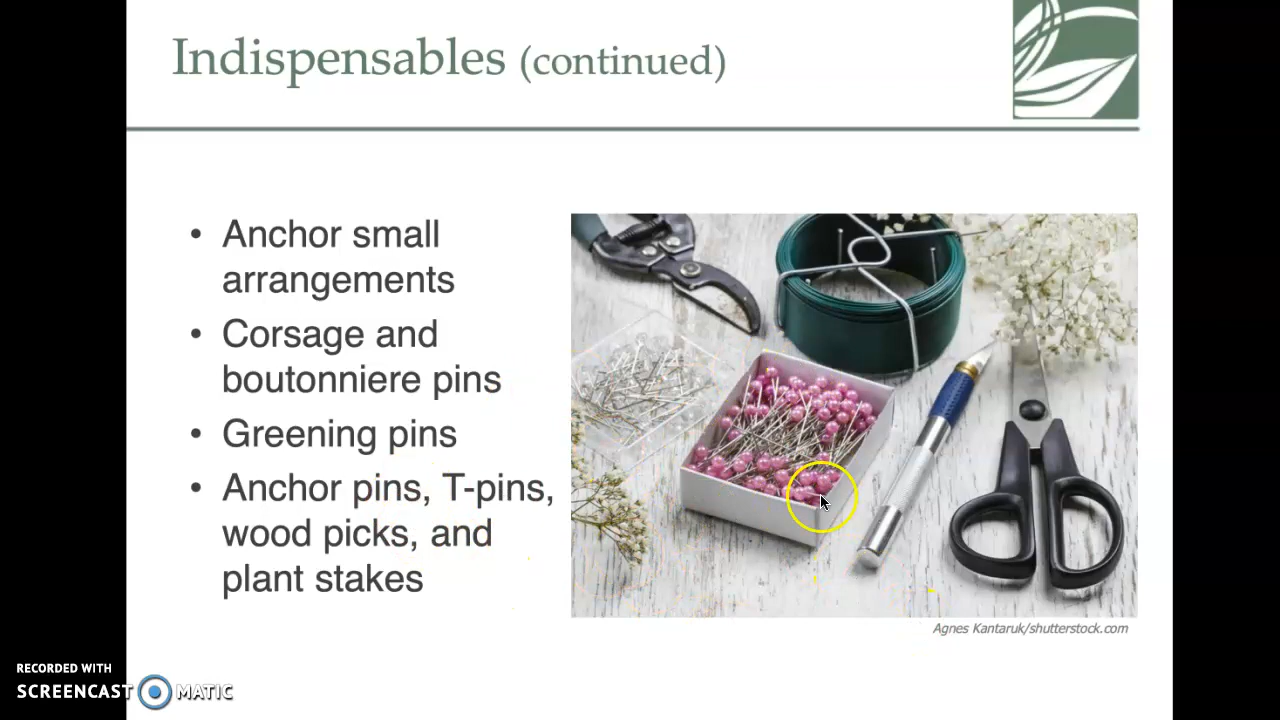 Indispensables (continued)
• Anchor small
arrangements
• Corsage and
boutonniere pins
• Greening pins
• Anchor pins, T-pins,
wood picks, and
plant stakes
Agnes Kantaruk/shutterstock.com
RECORDED WITH
SCREENCAST MATIC